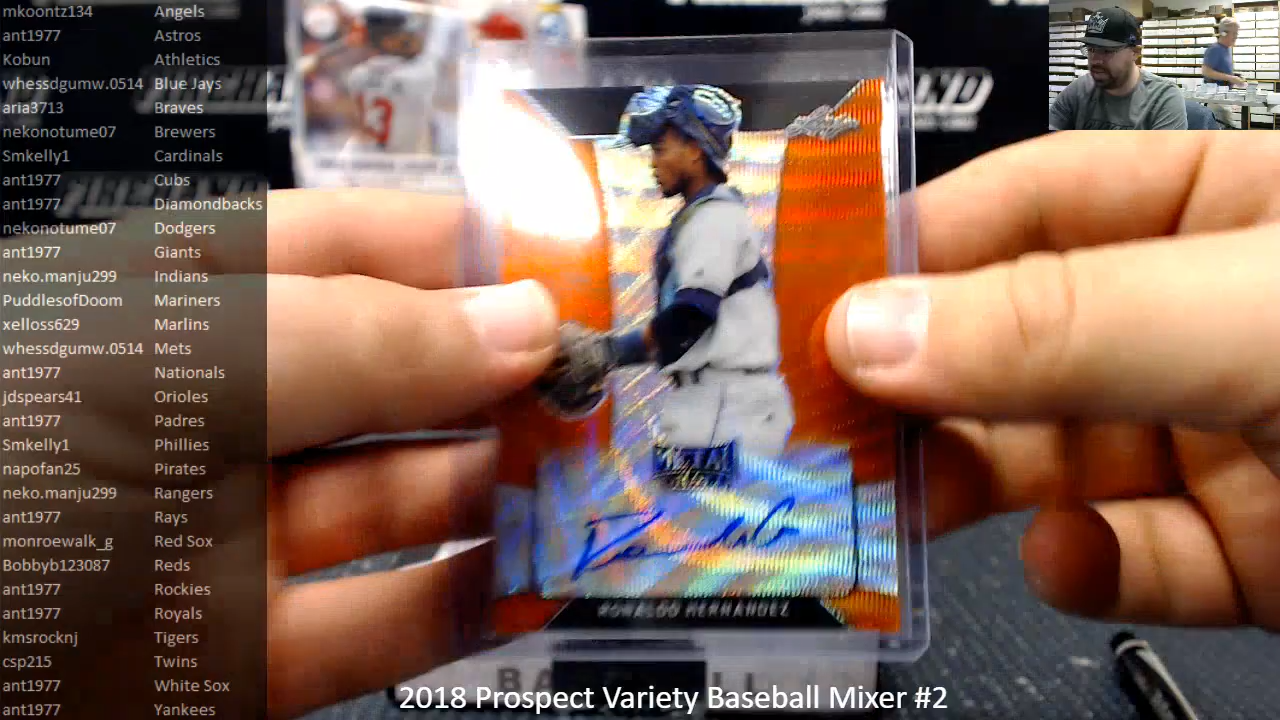 mkoontz134 Angels
ant1977 Astros
Kobun Athletics
whessdgumw.0514 Blue Jays
aria3713 Braves
nekonotume07 Brewers
Smkelly1 Cardinals
ant1977 Cubs
ant1977 Diamondbacks
nekonotume07 Dodgers
ant1977 Giants
neko.manju299 Indians
PuddlesofDoom Mariners
xelloss629 Marlins
whessdgumw.0514 Mets
ant1977 Nationals
jdspears41 Orioles
ant1977 Padres
Smkelly1 Phillies
napofan25 Pirates
neko.manju299 Rangers
ant1977 Rays
monroewalk_g Red Sox
Bobbyb123087 Reds
ant1977 Rockies
ant1977 Royals
kmsrocknj Tigers
csp215 Twins
ant1977 White Sox
ant1977 Yankees
13
RONALDO HERNANDEZ
2018 Prospect Variety Baseball Mixer #2